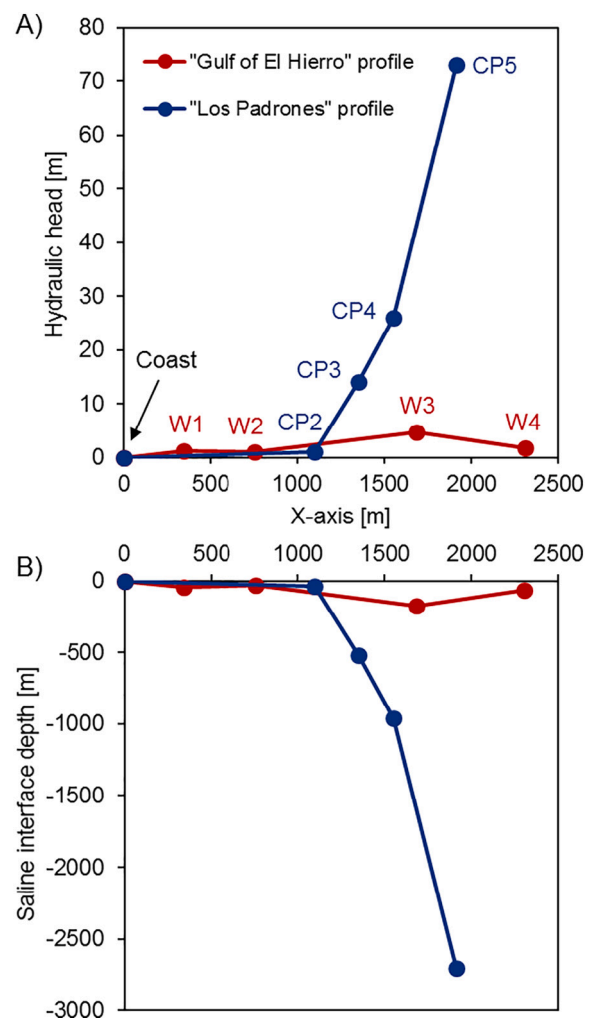 A)
Hydraulic head [m]
80
70
60
50
40
30
20
10
0
"Gulf of El Hierro" profile
"Los Padrones" profile
CP5
CP4
CP3
CP2
Coast
W1
W2
W3
W4
0 500 1000 1500 2000 2500
X-axis [m]
B)
0 500 1000 1500 2000 2500
Saline interface depth [m]
0
-500
-1000
-1500
-2000
-2500
-3000